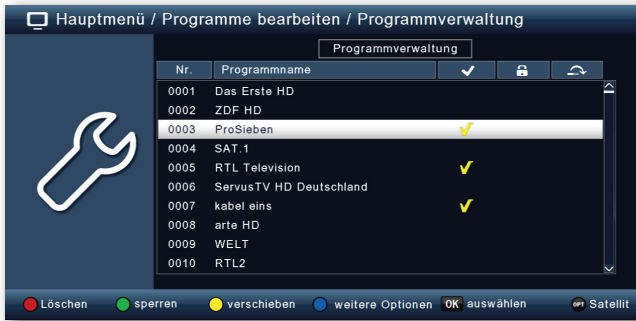 Hauptmenü / Programme bearbeiten / Programmverwaltung
Programmverwaltung
Nr. Programmname
0001 Das Erste HD
0002 ZDF HD
0003 ProSieben
0004 SAT.1
0005 RTL Television
0006 ServusTV HD Deutschland
0007 kabel eins
0008 arte HD
0009 WELT
0010 RTL2
Löschen sperren verschieben weitere Optionen OK auswählen OPT Satellit